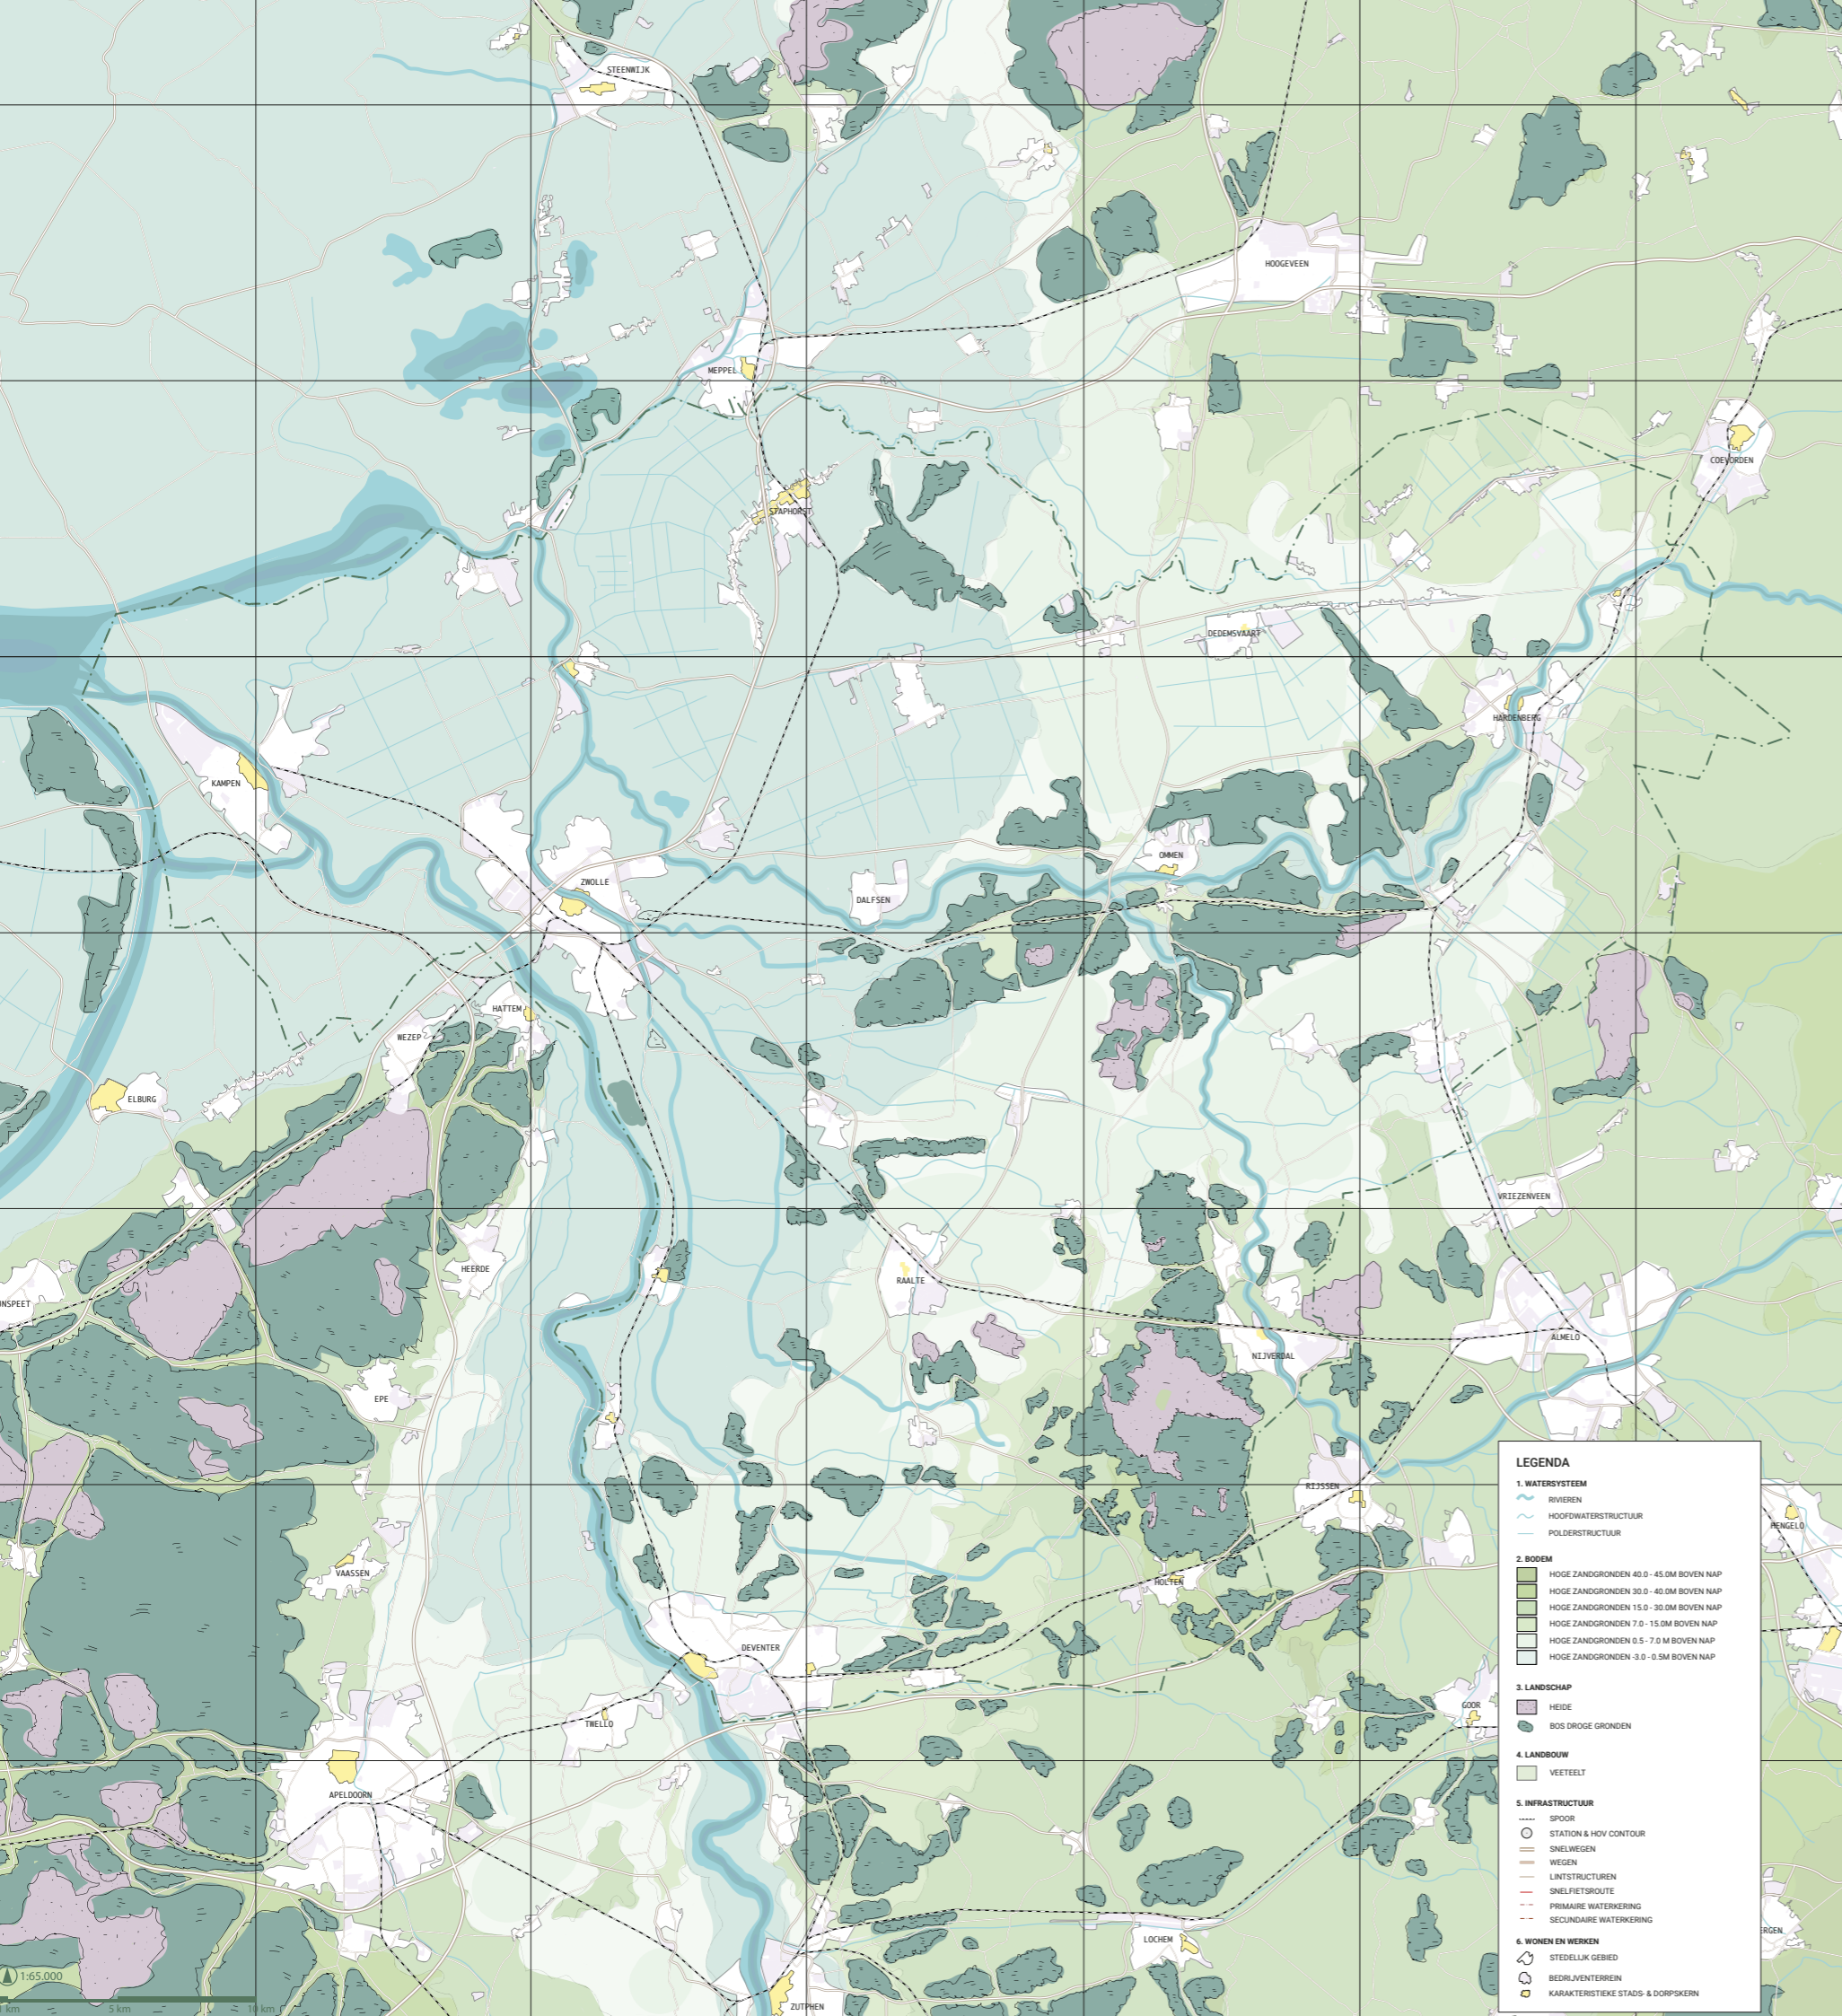 STEENWIJK
HOOGEVEEN
MEPPEL
COEVORDEN
STAPHORST
DEDEMSVAART
HARDENBERG
KAMPEN
OMMEN
ZWOLLE
DALFSEN
HATTEM
WEZEP
ELBURG
VRIEZENVEEN
HEERDE
RAALTE
NSPEET
ALMELO
NIJVERDAL
EPE
RIJSSEN
HENGELO
VAASSEN
HOLTEN
DEVENTER
GOOR
TWELLO
APELDOORN
LOCHEM
ERGEN
ZUTPHEN
1:65.000
km
5 km
10 km
LEGENDA
1. WATERSYSTEEM
RIVIEREN
HOOFDWATERSTRUCTUUR
POLDERSTRUCTUUR
2. BODEM
HOGE ZANDGRONDEN 40.0 - 45.0M BOVEN NAP
HOGE ZANDGRONDEN 30.0 - 40.0M BOVEN NAP
HOGE ZANDGRONDEN 15.0 - 30.0M BOVEN NAP
HOGE ZANDGRONDEN 7.0 - 15.0M BOVEN NAP
HOGE ZANDGRONDEN 0.5 - 7.0 M BOVEN NAP
HOGE ZANDGRONDEN -3.0 - 0.5M BOVEN NAP
3. LANDSCHAP
HEIDE
BOS DROGE GRONDEN
4. LANDBOUW
VEETEELT
5. INFRASTRUCTUUR
SPOOR
STATION & HOV CONTOUR
SNELWEGEN
WEGEN
LINTSTRUCTUREN
SNELFIETSROUTE
PRIMAIRE WATERKERING
SECUNDAIRE WATERKERING
6. WONEN EN WERKEN
STEDELIJK GEBIED
BEDRIJVENTERREIN
KARAKTERISTIEKE STADS- & DORPSKERN